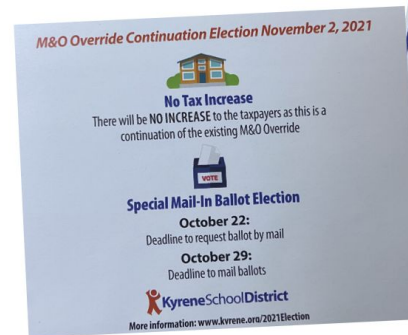 M&O Override Continuation Election November 2, 2021
No Tax Increase
There will be NO INCREASE to the taxpayers as this is a
continuation of the existing M&O Override
VOTE
Special Mail-In Ballot Election
October 22:
Deadline to request ballot by mail
October 29:
Deadline to mail ballots
KyreneSchoolDistrict
More information: www.kyrene.org/2021Election